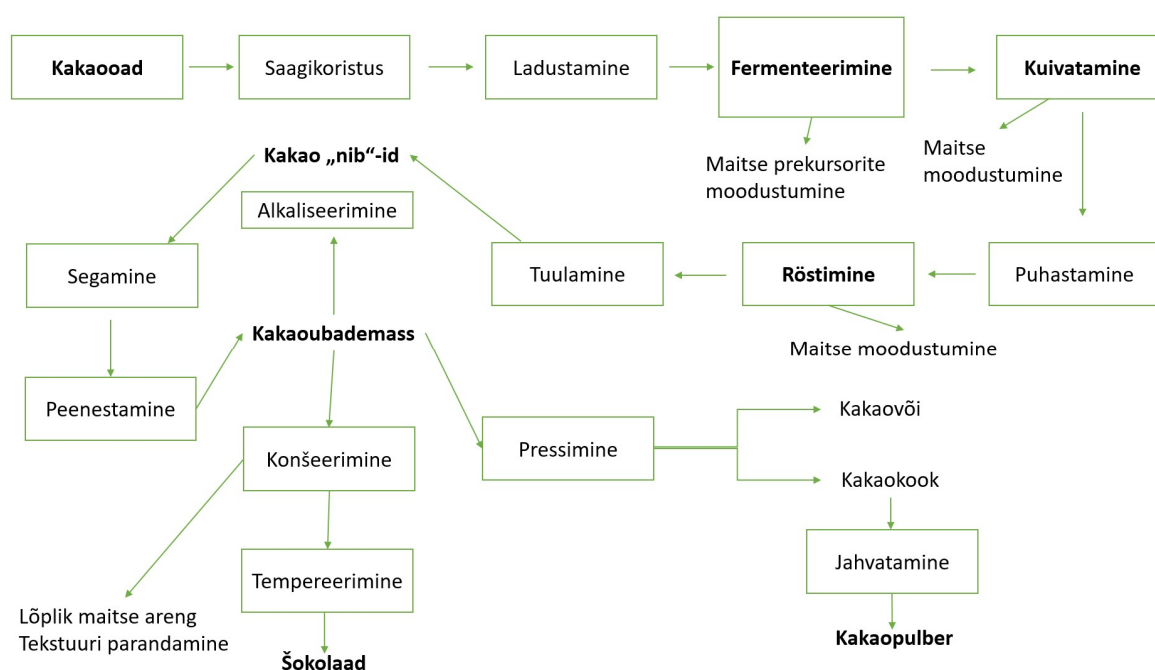 Kakaooad
Saagikoristus
Ladustamine
Fermenteerimine
Kuivatamine
Maitse prekursorite
moodustumine
Maitse
moodustumine
Kakao „nib“-id
Alkaliseerimine
Segamine
Tuulamine
Röstimine
Puhastamine
Maitse moodustumine
Kakaoubademass
Peenestamine
Konšeerimine
Pressimine
Kakaovõi
Kakaokook
Jahvatamine
Tempereerimine
Lõplik maitse areng
Tekstuuri parandamine
Kakaopulber
Šokolaad